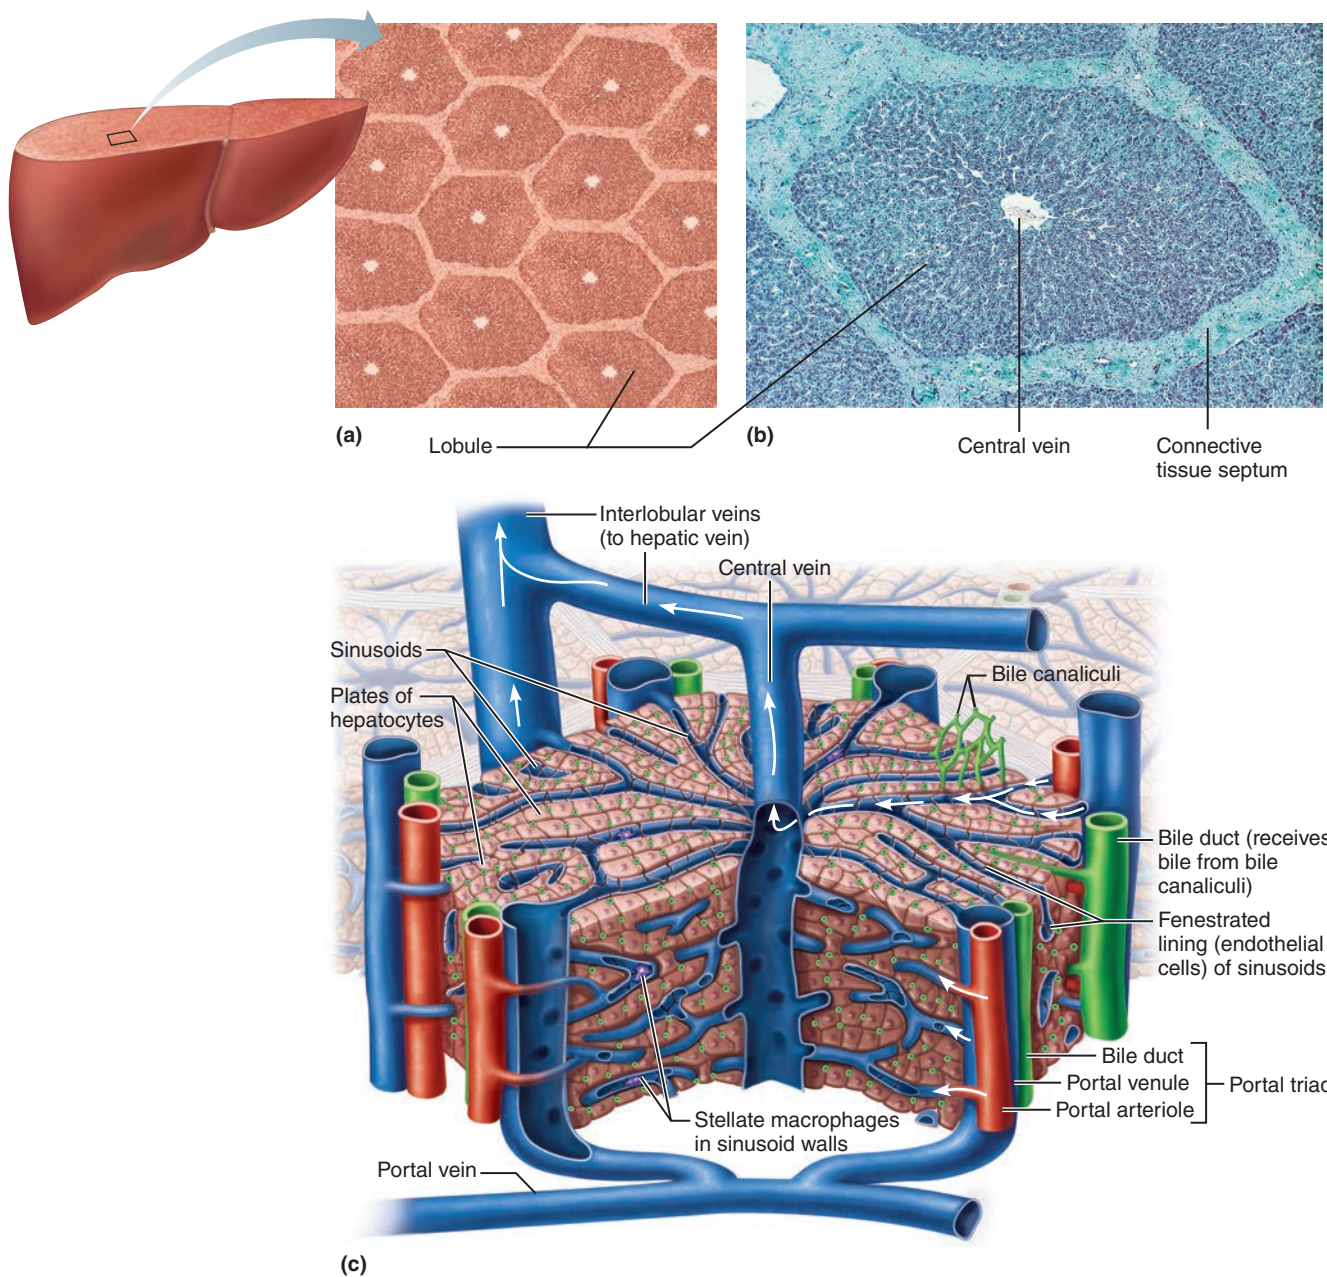 (a)
Lobule
(b)
Central vein
Connective
tissue septum
Interlobular veins
(to hepatic vein)
Central vein
Sinusoids
Plates of
hepatocytes
Bile canaliculi
Bile duct (receives
bile from bile
canaliculi)
Fenestrated
lining (endothelial
cells) of sinusoids
Bile duct
Portal venule
Portal arteriole
Portal triad
Stellate macrophages
in sinusoid walls
Portal vein
(c)